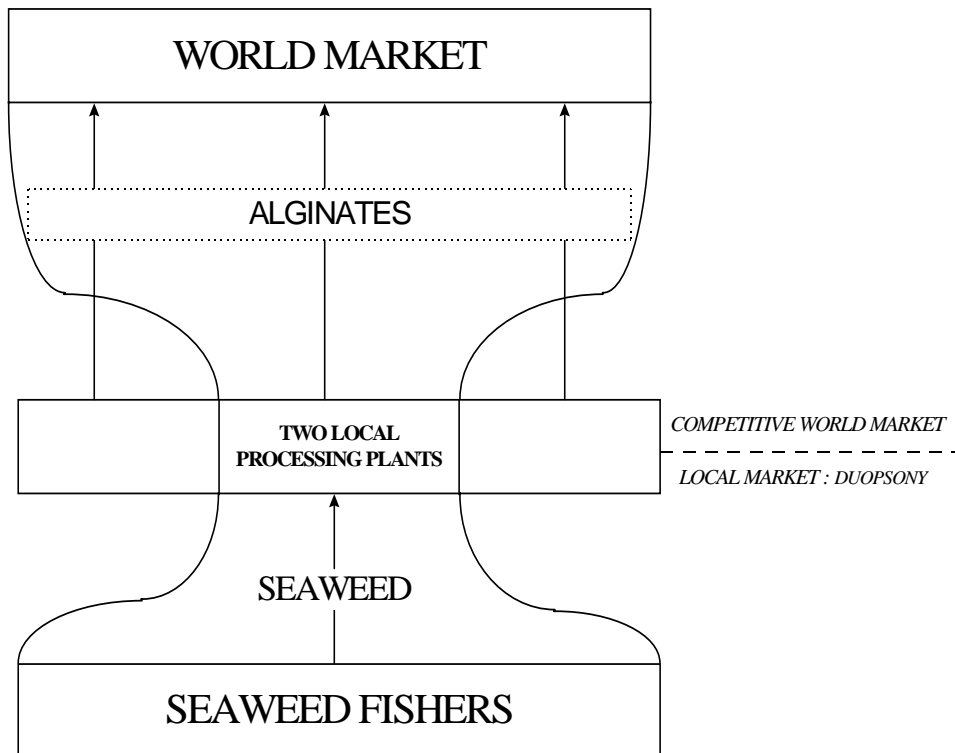 WORLD MARKET
ALGINATES
TWO LOCAL
PROCESSING PLANTS
COMPETITIVE WORLD MARKET
LOCAL MARKET : DUOPSONY
SEAWEED
SEAWEED FISHERS